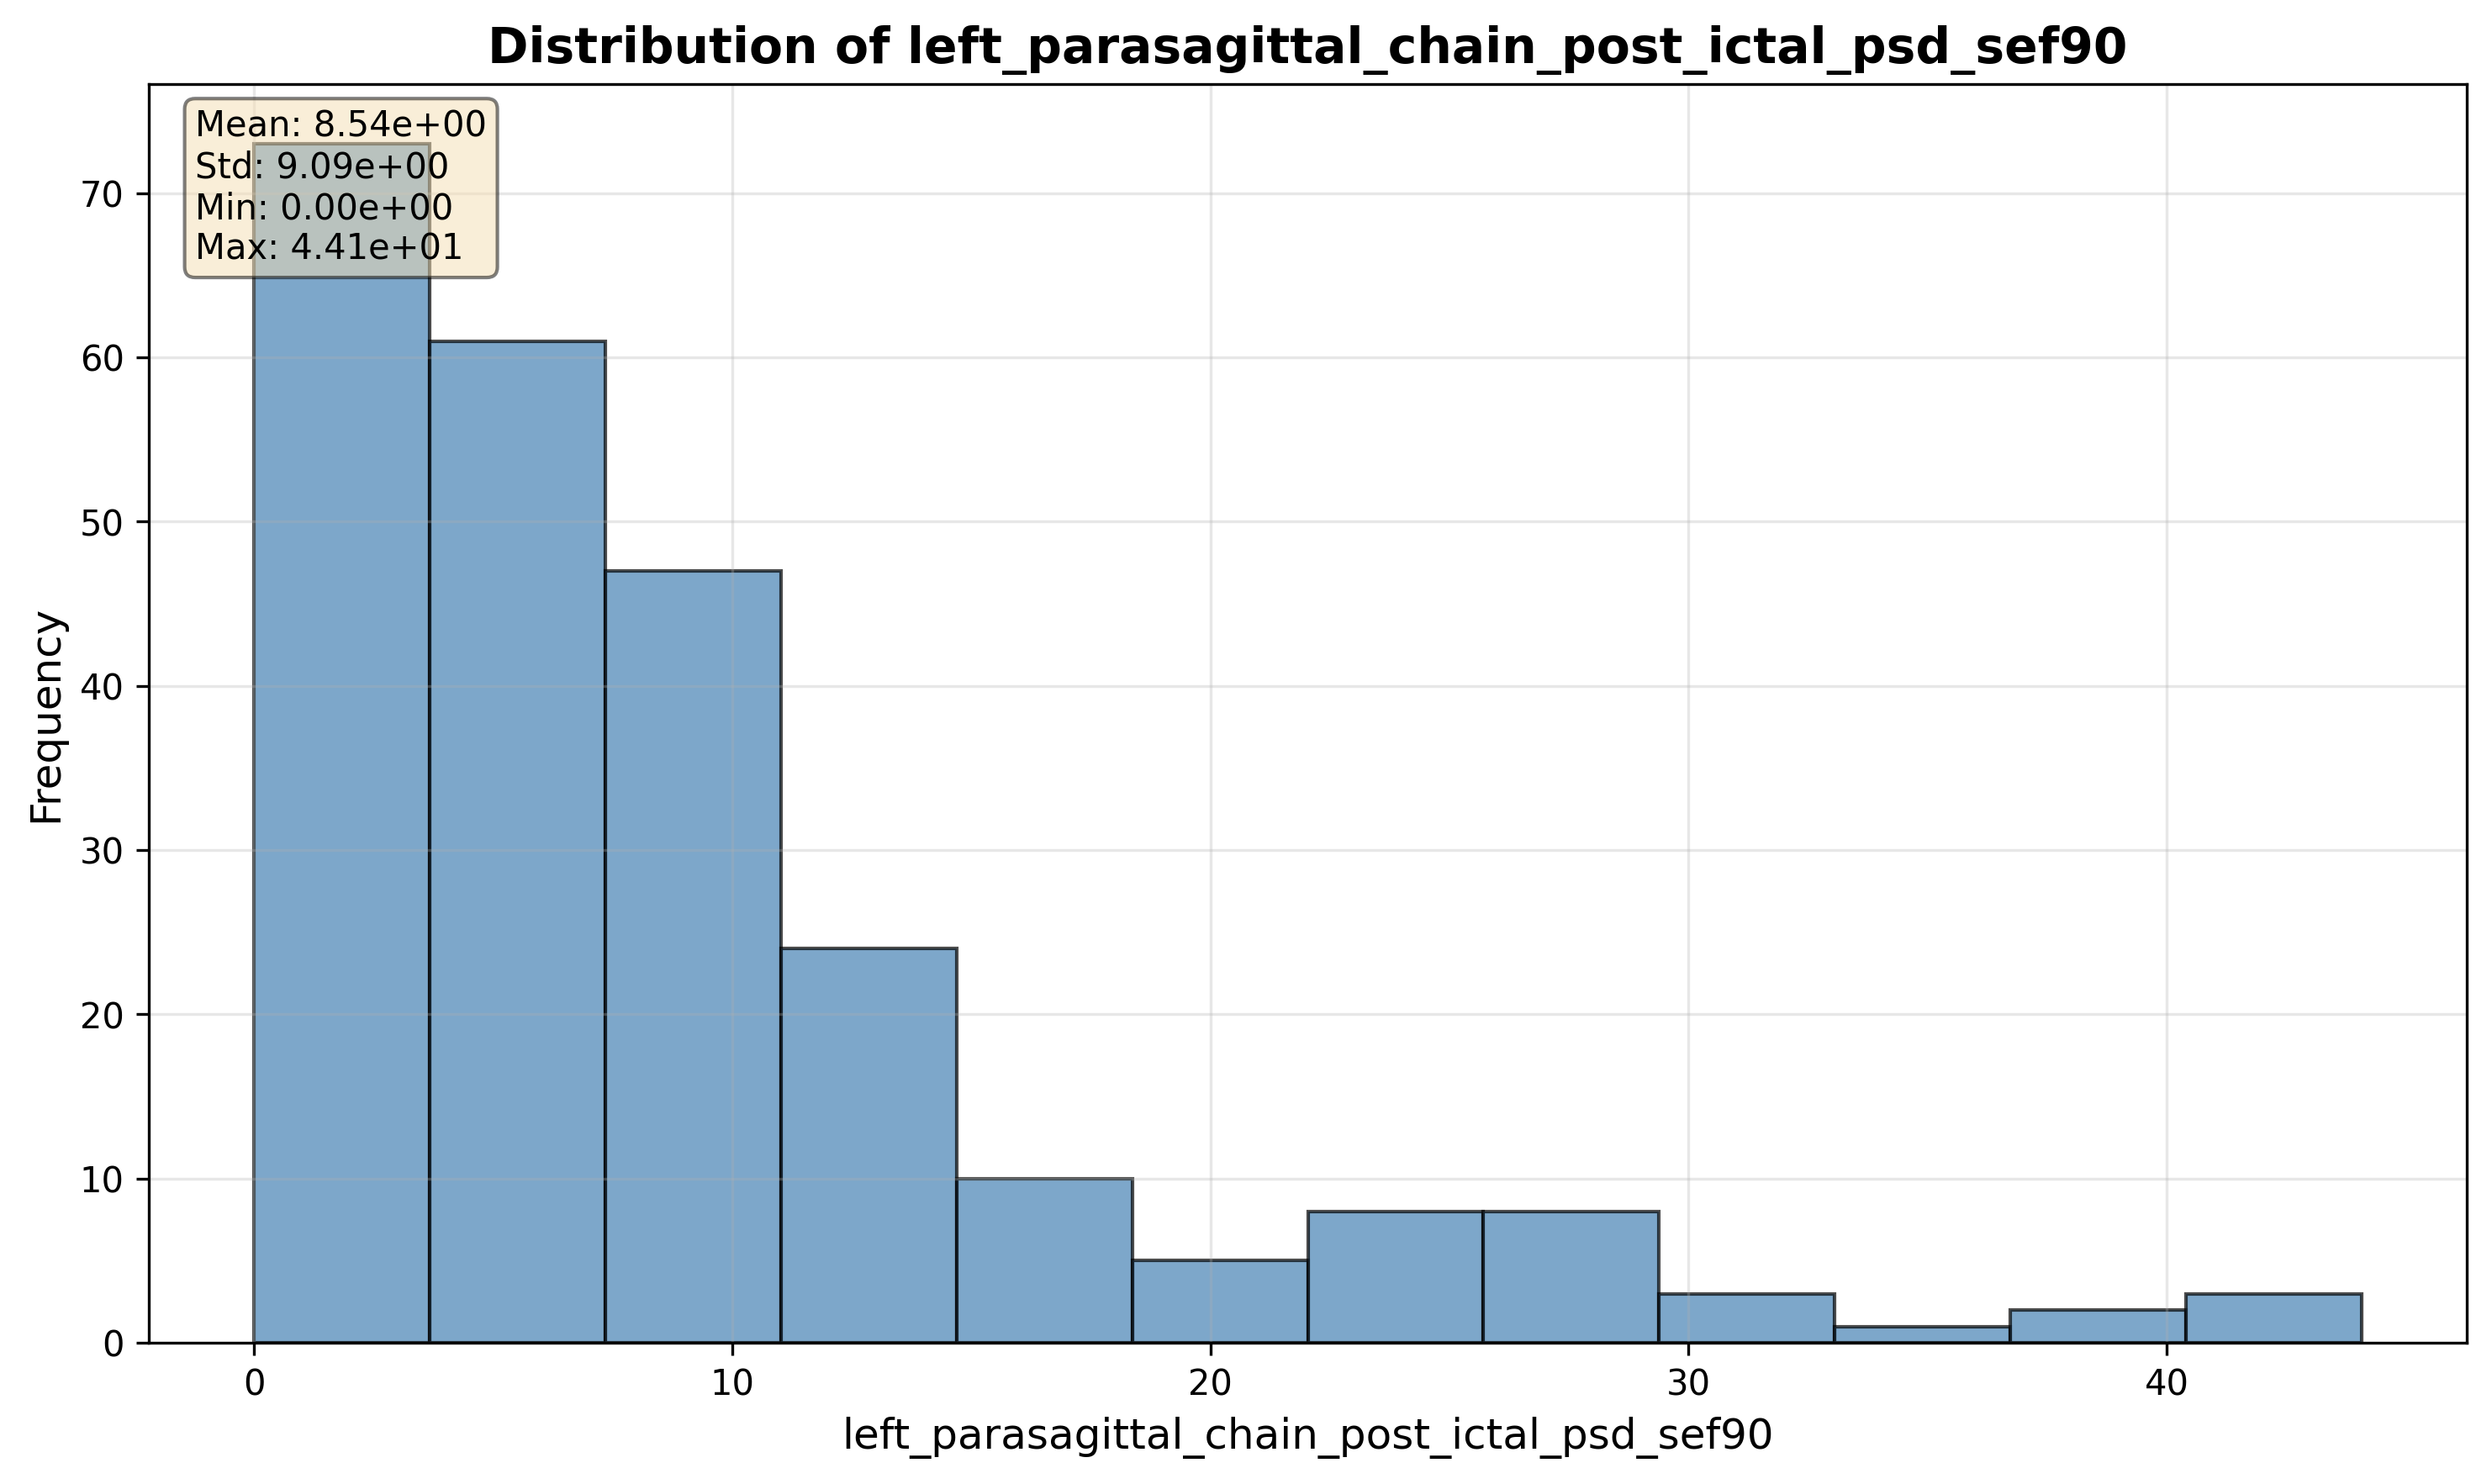 Distribution of left_parasagittal_chain_post_ictal_psd_sef90
Mean: 8.54e+00
Std: 9.09e+00
Min: 0.00e+00
Max: 4.41e+01
Frequency
70
60
50
40
30
20
10
0
0 10 20 30 40
left_parasagittal_chain_post_ictal_psd_sef90